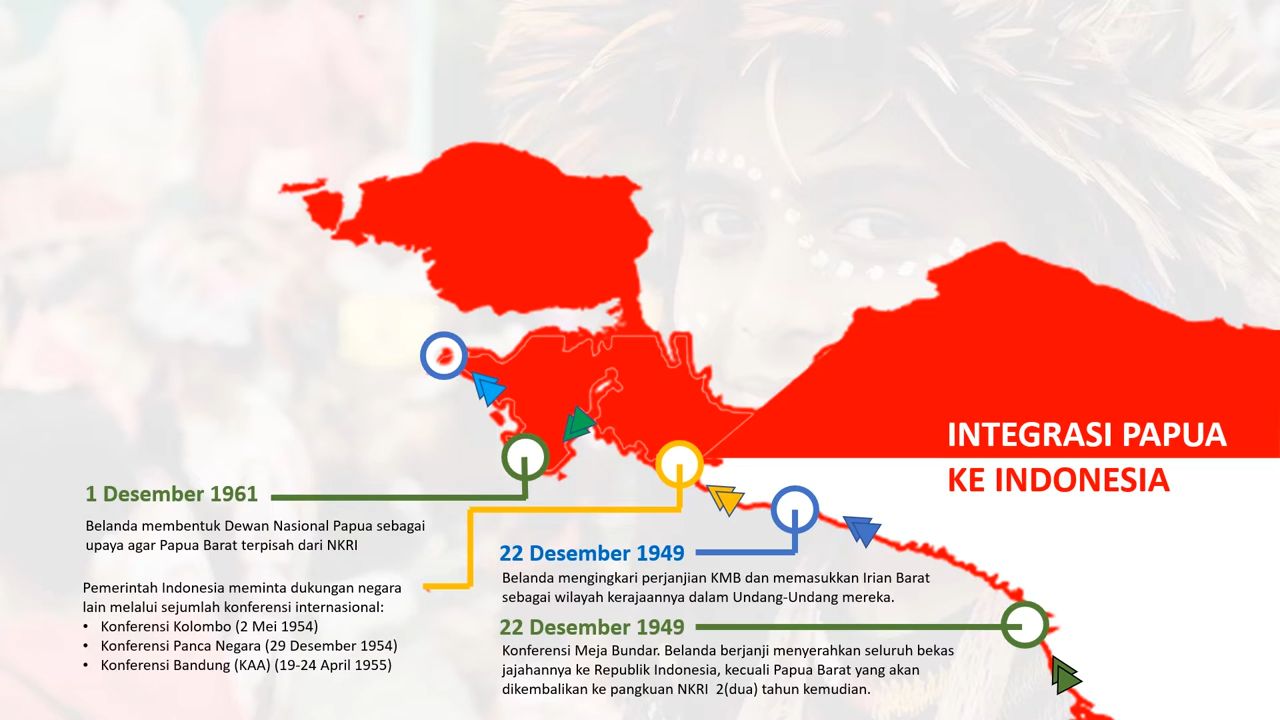 INTEGRASI PAPUA
KE INDONESIA
1 Desember 1961
Belanda membentuk Dewan Nasional Papua sebagai
upaya agar Papua Barat terpisah dari NKRI
Pemerintah Indonesia meminta dukungan negara
lain melalui sejumlah konferensi internasional:
• Konferensi Kolombo (2 Mei 1954)
• Konferensi Panca Negara (29 Desember 1954)
• Konferensi Bandung (KAA) (19-24 April 1955)
22 Desember 1949
Belanda mengingkari perjanjian KMB dan memasukkan Irian Barat
sebagai wilayah kerajaannya dalam Undang-Undang mereka.
22 Desember 1949
Konferensi Meja Bundar. Belanda berjanji menyerahkan seluruh bekas
jajahannya ke Republik Indonesia, kecuali Papua Barat yang akan
dikembalikan ke pangkuan NKRI 2(dua) tahun kemudian.